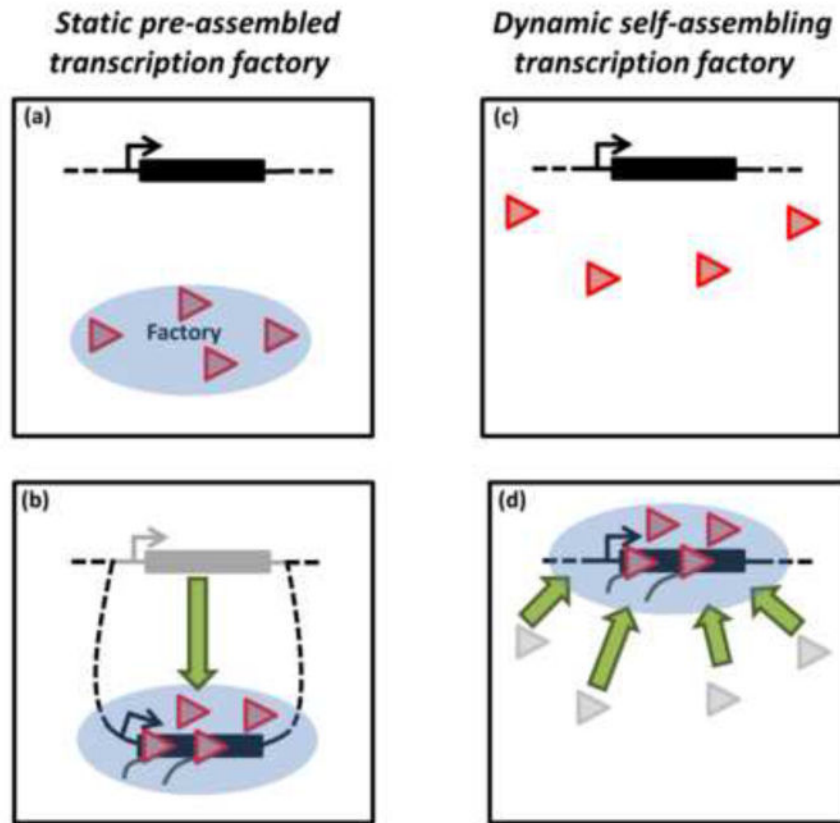 Static pre-assembled
transcription factory
Dynamic self-assembling
transcription factory
(a)
Factory
(c)
(b)
(d)